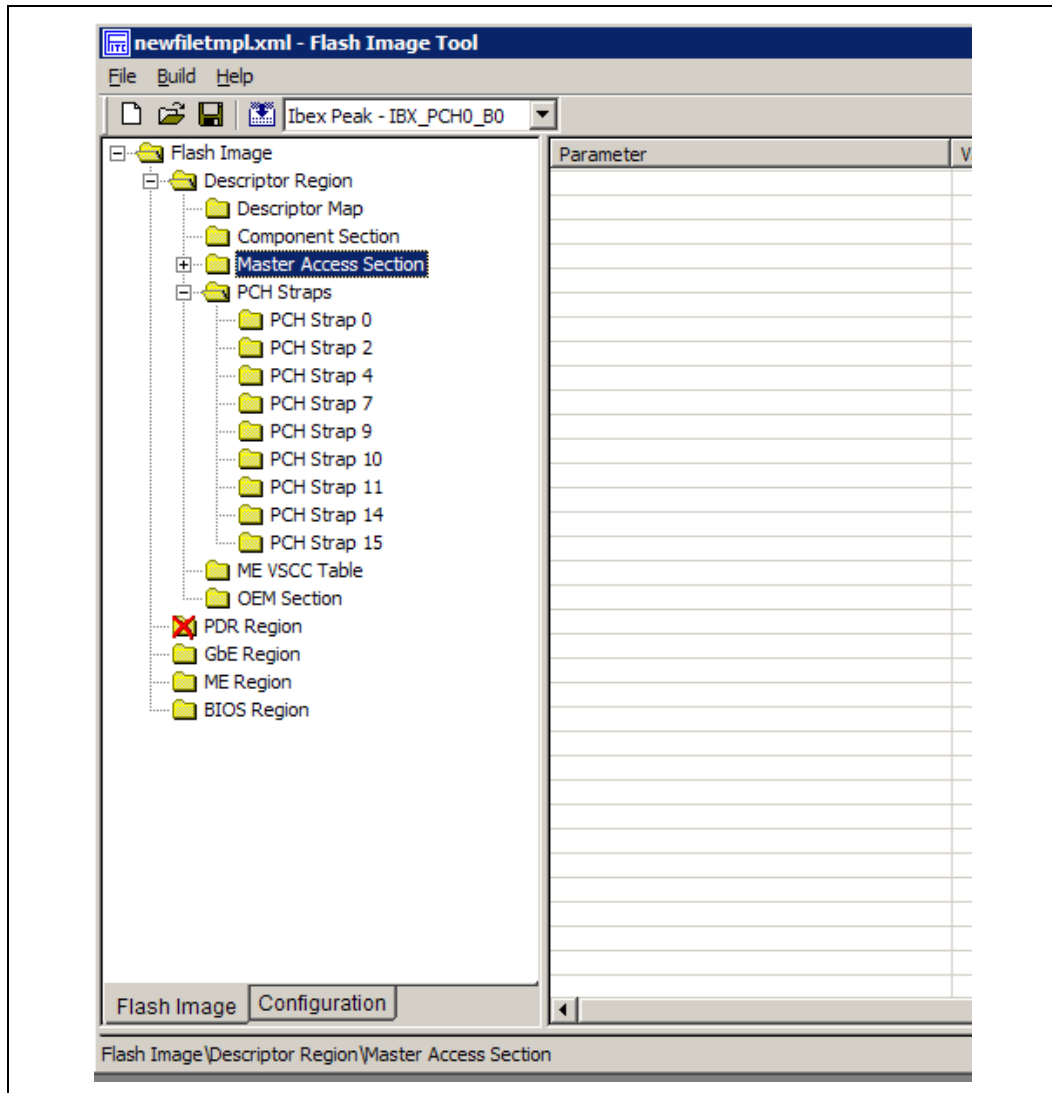 newfiletmpl.xml - Flash Image Tool
File Build Help
Ibex Peak - IBX_PCH0_B0
Flash Image
Parameter V
Descriptor Region
Descriptor Map
Component Section
Master Access Section
PCH Straps
PCH Strap 0
PCH Strap 2
PCH Strap 4
PCH Strap 7
PCH Strap 9
PCH Strap 10
PCH Strap 11
PCH Strap 14
PCH Strap 15
ME VSCC Table
OEM Section
PDR Region
GbE Region
ME Region
BIOS Region
Flash Image Configuration
Flash Image\Descriptor Region\Master Access Section